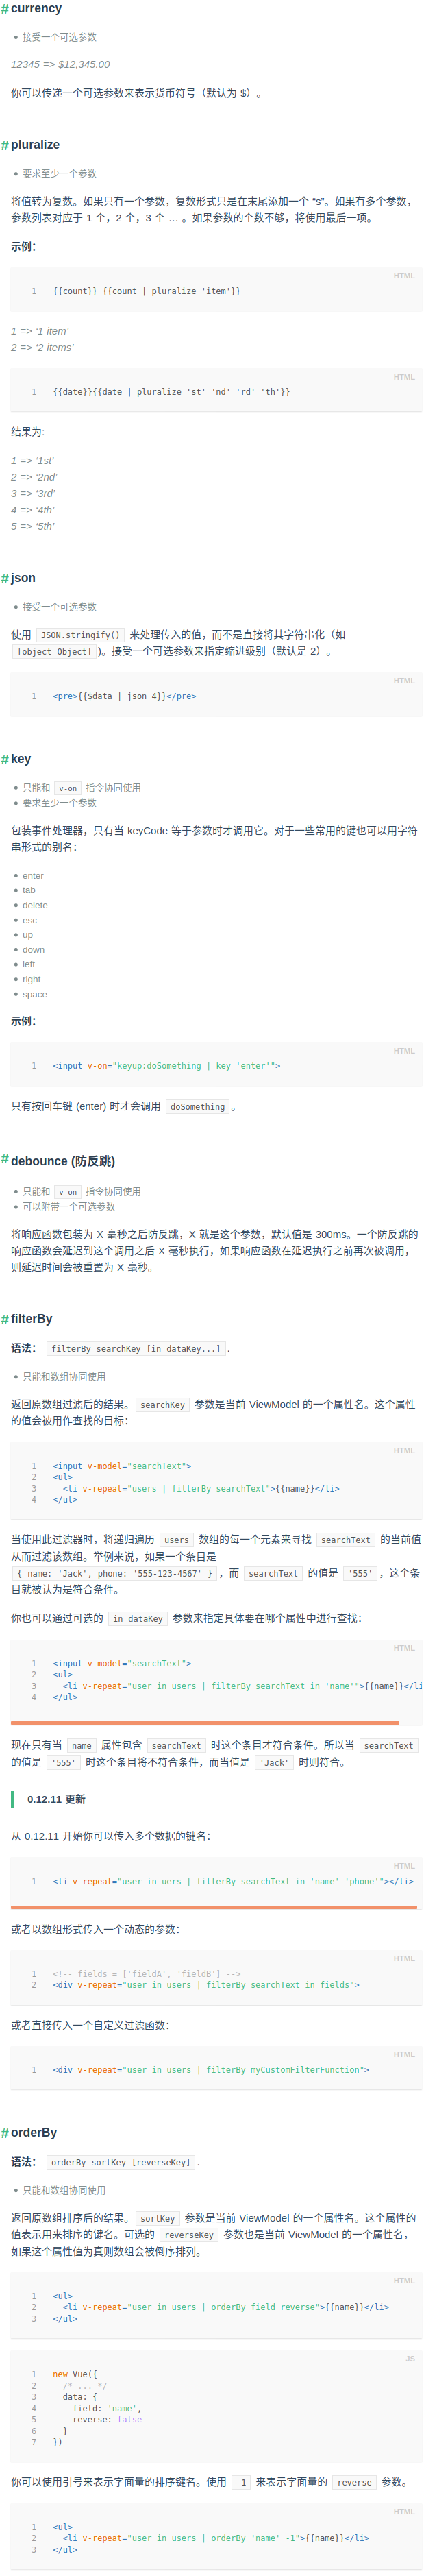 # currency
• 接受一个可选参数
12345 => $12,345.00
你可以传递一个可选参数来表示货币符号（默认为 $）。
# pluralize
• 要求至少一个参数
将值转为复数。如果只有一个参数，复数形式只是在末尾添加一个 “s”。如果有多个参数，
参数列表对应于 1 个，2 个，3 个 … 。如果参数的个数不够，将使用最后一项。
示例：
HTML
1 {{count}} {{count | pluralize 'item'}}
1 => ‘1 item’
2 => ‘2 items’
HTML
1 {{date}}{{date | pluralize 'st' 'nd' 'rd' 'th'}}
结果为:
1 => ‘1st’
2 => ‘2nd’
3 => ‘3rd’
4 => ‘4th’
5 => ‘5th’
# json
• 接受一个可选参数
使用 JSON.stringify() 来处理传入的值，而不是直接将其字符串化（如
[object Object])。接受一个可选参数来指定缩进级别（默认是 2）。
HTML
1 <pre>{{$data | json 4}}</pre>
# key
• 只能和 v-on 指令协同使用
• 要求至少一个参数
包装事件处理器，只有当 keyCode 等于参数时才调用它。对于一些常用的键也可以用字符
串形式的别名：
• enter
• tab
• delete
• esc
• up
• down
• left
• right
• space
示例：
HTML
1 <input v-on="keyup:doSomething | key 'enter'">
只有按回车键 (enter) 时才会调用 doSomething 。
# debounce (防反跳)
• 只能和 v-on 指令协同使用
• 可以附带一个可选参数
将响应函数包装为 X 毫秒之后防反跳，X 就是这个参数，默认值是 300ms。一个防反跳的
响应函数会延迟到这个调用之后 X 毫秒执行，如果响应函数在延迟执行之前再次被调用，
则延迟时间会被重置为 X 毫秒。
# filterBy
语法： filterBy searchKey [in dataKey...] .
• 只能和数组协同使用
返回原数组过滤后的结果。 searchKey 参数是当前 ViewModel 的一个属性名。这个属性
的值会被用作查找的目标：
HTML
1 <input v-model="searchText">
2 <ul>
3 <li v-repeat="users | filterBy searchText">{{name}}</li>
4 </ul>
当使用此过滤器时，将递归遍历 users 数组的每一个元素来寻找 searchText 的当前值
从而过滤该数组。举例来说，如果一个条目是
{ name: 'Jack', phone: '555-123-4567' } ，而 searchText 的值是 '555' ，这个条
目就被认为是符合条件。
你也可以通过可选的 in dataKey 参数来指定具体要在哪个属性中进行查找：
HTML
1 <input v-model="searchText">
2 <ul>
3 <li v-repeat="user in users | filterBy searchText in 'name'">{{name}}</li
4 </ul>
现在只有当 name 属性包含 searchText 时这个条目才符合条件。所以当 searchText
的值是 '555' 时这个条目将不符合条件，而当值是 'Jack' 时则符合。
0.12.11 更新
从 0.12.11 开始你可以传入多个数据的键名：
HTML
1 <li v-repeat="user in uers | filterBy searchText in 'name' 'phone'"></li>
或者以数组形式传入一个动态的参数：
HTML
1 <!-- fields = ['fieldA', 'fieldB'] -->
2 <div v-repeat="user in users | filterBy searchText in fields">
或者直接传入一个自定义过滤函数：
HTML
1 <div v-repeat="user in users | filterBy myCustomFilterFunction">
# orderBy
语法： orderBy sortKey [reverseKey] .
• 只能和数组协同使用
返回原数组排序后的结果。 sortKey 参数是当前 ViewModel 的一个属性名。这个属性的
值表示用来排序的键名。可选的 reverseKey 参数也是当前 ViewModel 的一个属性名，
如果这个属性值为真则数组会被倒序排列。
HTML
1 <ul>
2 <li v-repeat="user in users | orderBy field reverse">{{name}}</li>
3 </ul>
JS
1 new Vue({
2 /* ... */
3 data: {
4 field: 'name',
5 reverse: false
6 }
7 })
你可以使用引号来表示字面量的排序键名。使用 -1 来表示字面量的 reverse 参数。
HTML
1 <ul>
2 <li v-repeat="user in users | orderBy 'name' -1">{{name}}</li>
3 </ul>